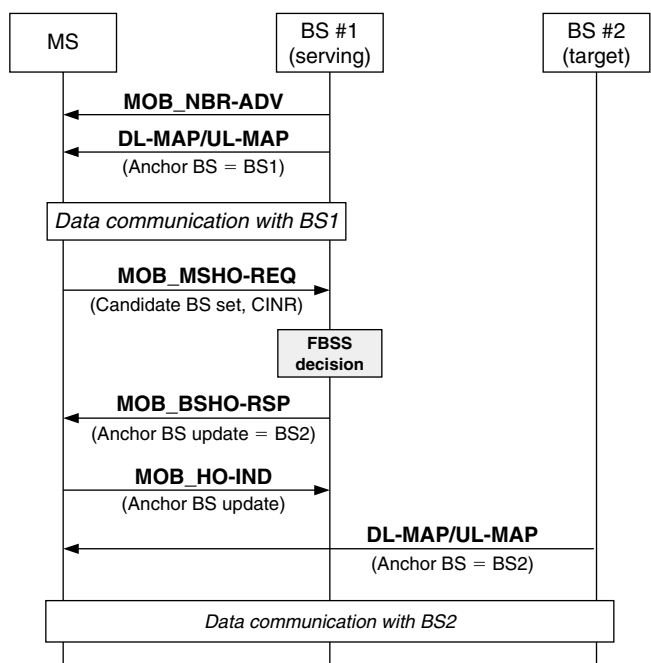 MS
BS #1
(serving)
BS #2
(target)
MOB_NBR-ADV
DL-MAP/UL-MAP
(Anchor BS = BS1)
Data communication with BS1
MOB_MSHO-REQ
(Candidate BS set, CINR)
FBSS
decision
MOB_BSHO-RSP
(Anchor BS update = BS2)
MOB_HO-IND
(Anchor BS update)
DL-MAP/UL-MAP
(Anchor BS = BS2)
Data communication with BS2